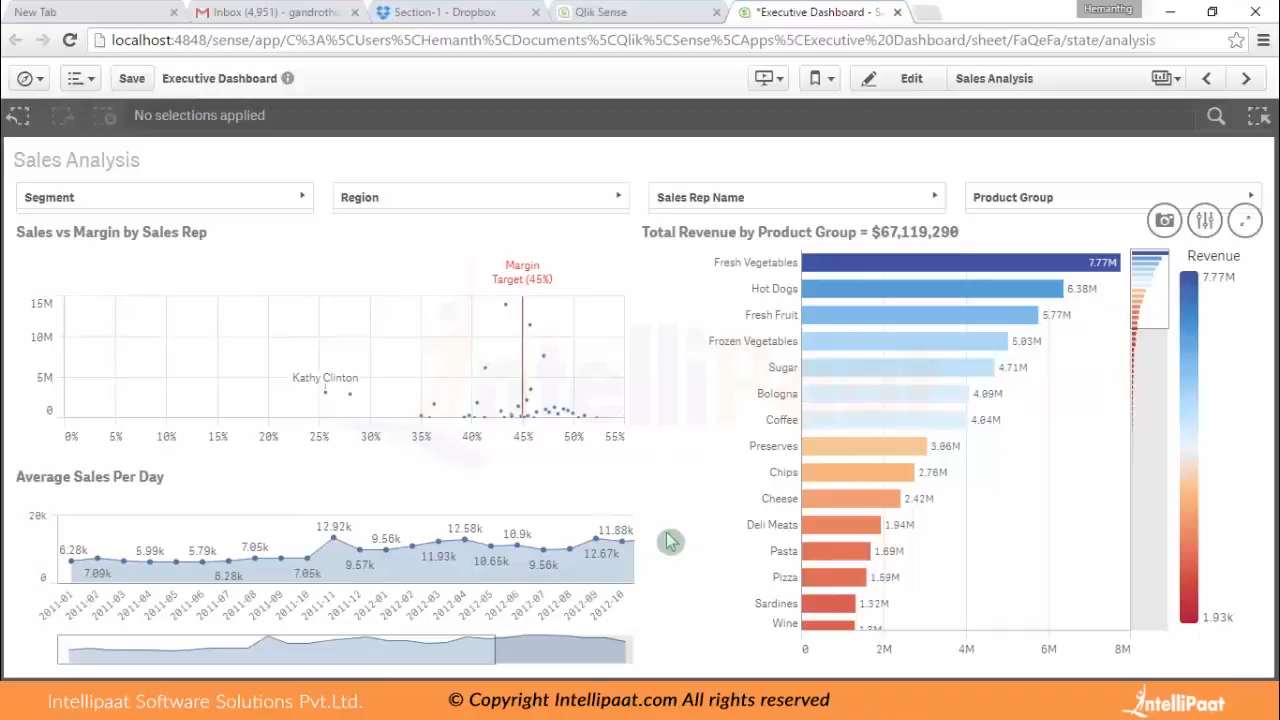 New Tab
Inbox (4,951) - gandrothu
Section-1 - Dropbox
Qlik Sense
*Executive Dashboard - S
Hemanthg
localhost:4848/sense/app/C%3A%5CUsers%5CHemanth%5CDocuments%5CQlik%5CSense%5CApps%5CExecutive%20Dashboard/sheet/FaQeFa/state/analysis
Save
Executive Dashboard
Edit
Sales Analysis
No selections applied
Sales Analysis
Segment
Region
Sales Rep Name
Product Group
Sales vs Margin by Sales Rep
Margin
Target (45%)
15M
10M
5M
0
Kathy Clinton
0% 5% 10% 15% 20% 25% 30% 35% 40% 45% 50% 55%
Average Sales Per Day
20k
0
6.28k
7.09k
5.99k
5.79k
6.28k
7.05k
7.05k
12.92k
9.57k
9.56k
11.93k
12.58k
10.65k
10.9k
9.56k
12.67k
11.88k
2011-01 2011-02 2011-03 2011-04 2011-05 2011-06 2011-07 2011-08 2011-09 2011-10 2011-11 2011-12 2012-01 2012-02 2012-03 2012-04 2012-05 2012-06 2012-07 2012-08 2012-09 2012-10
Total Revenue by Product Group = $67,119,290
Fresh Vegetables 7.77M
Hot Dogs 6.38M
Fresh Fruit 5.77M
Frozen Vegetables 5.03M
Sugar 4.71M
Bologna 4.09M
Coffee 4.04M
Preserves 3.06M
Chips 2.76M
Cheese 2.42M
Deli Meats 1.94M
Pasta 1.69M
Pizza 1.59M
Sardines 1.32M
Wine
0 2M 4M 6M 8M
Revenue
7.77M
1.93k
IntelliPaat
Intellipaat Software Solutions Pvt.Ltd.
© Copyright Intellipaat.com All rights reserved
IntelliPaat